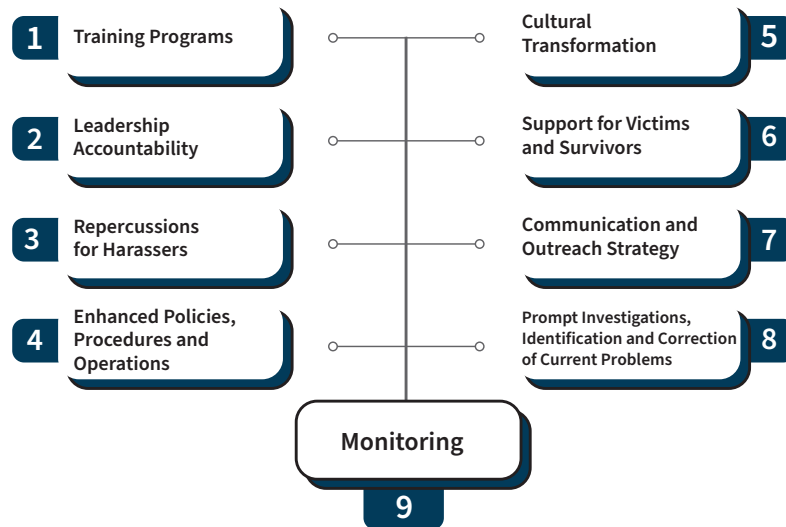 1
Training Programs
2
Leadership
Accountability
3
Repercussions
for Harassers
4
Enhanced Policies,
Procedures and
Operations
Cultural
Transformation
5
Support for Victims
and Survivors
6
Communication and
Outreach Strategy
7
Prompt Investigations,
Identification and Correction
of Current Problems
8
Monitoring
9